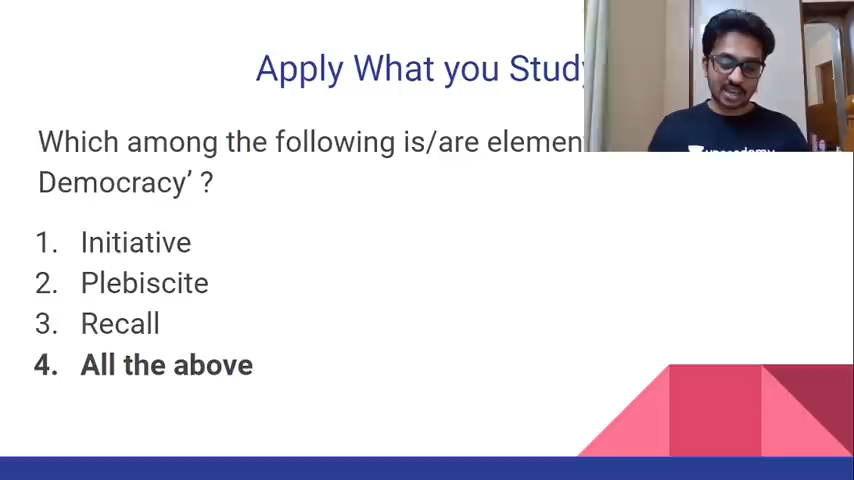 Apply What you Study
Which among the following is/are elemen
Democracy’ ?
1. Initiative
2. Plebiscite
3. Recall
4. All the above